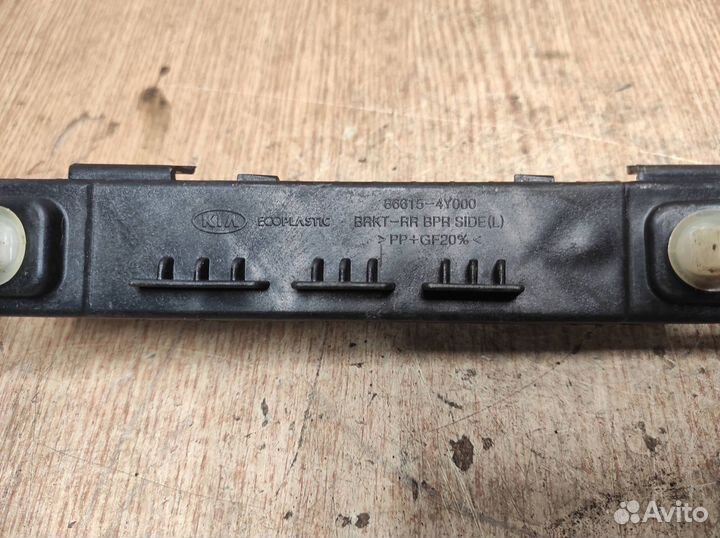 86615-4Y000
KIA ECOPLASTIC - BRKT-RR BPR SIDE(L)
>PP+GF20%<
Avito